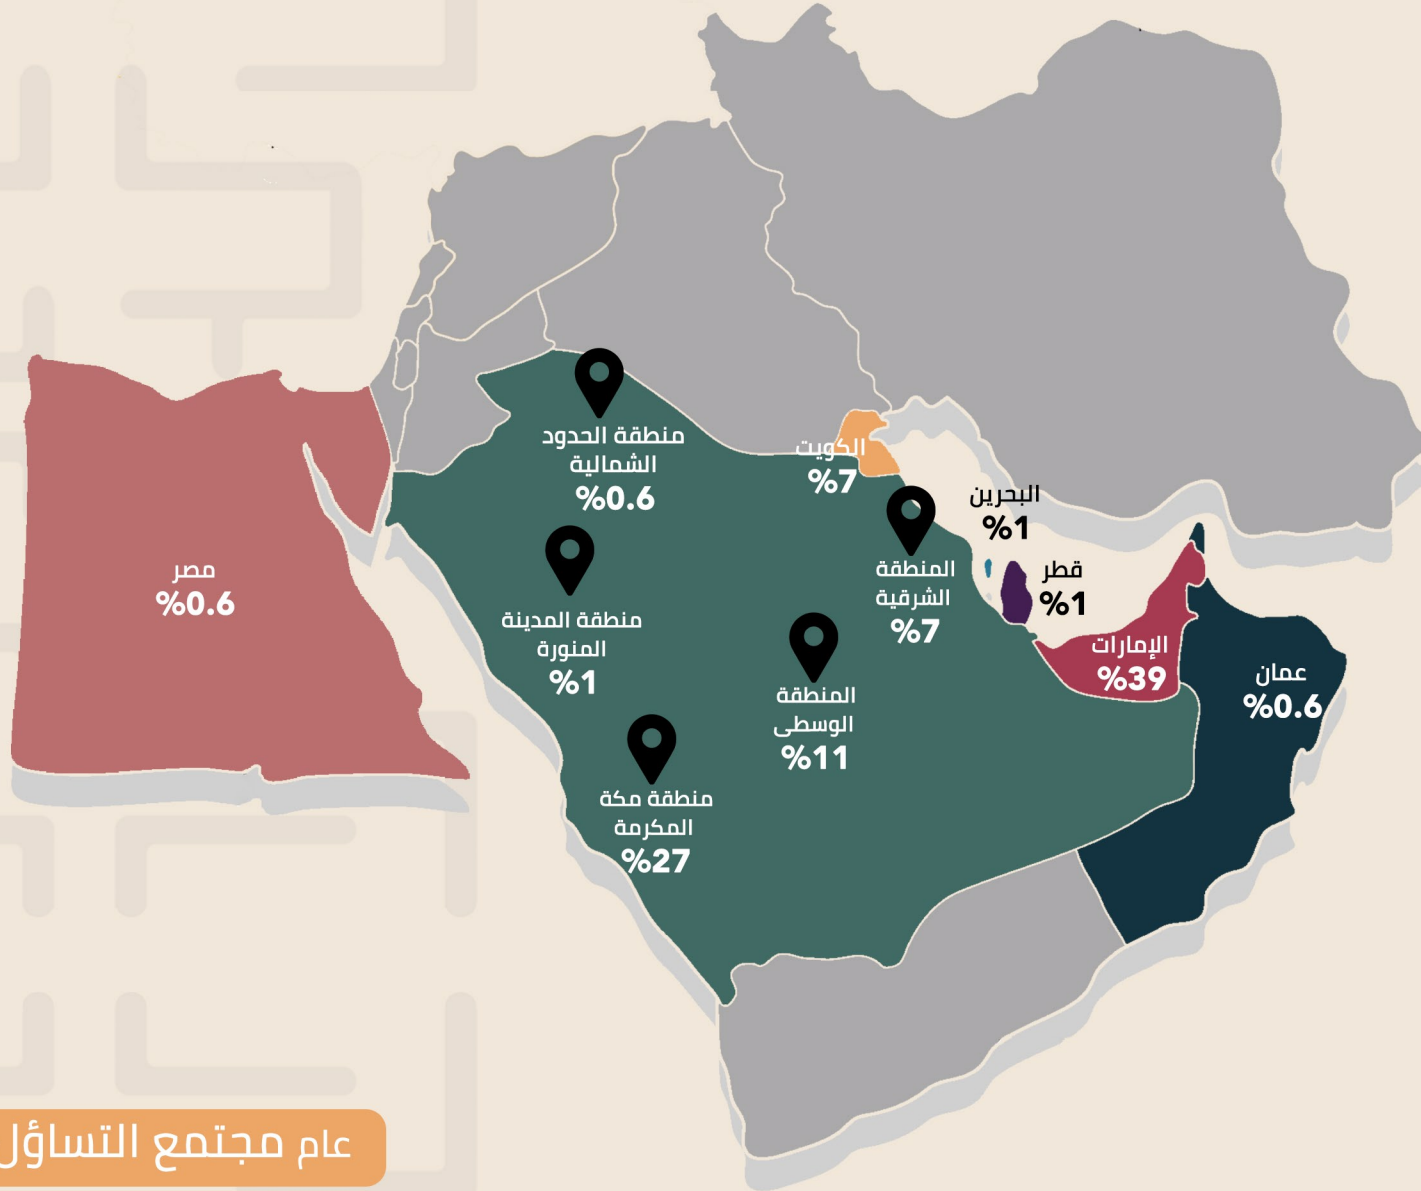 منطقة الحدود
الشمالية
%0.6
الكويت
%7
البحرين
%1
المنطقة
الشرقية
%7
قطر
%1
مصر
%0.6
منطقة المدينة
المنورة
%1
الإمارات
%39
عمان
%0.6
المنطقة
الوسطى
%11
منطقة مكة
المكرمة
%27
عام مجتمع التساؤل